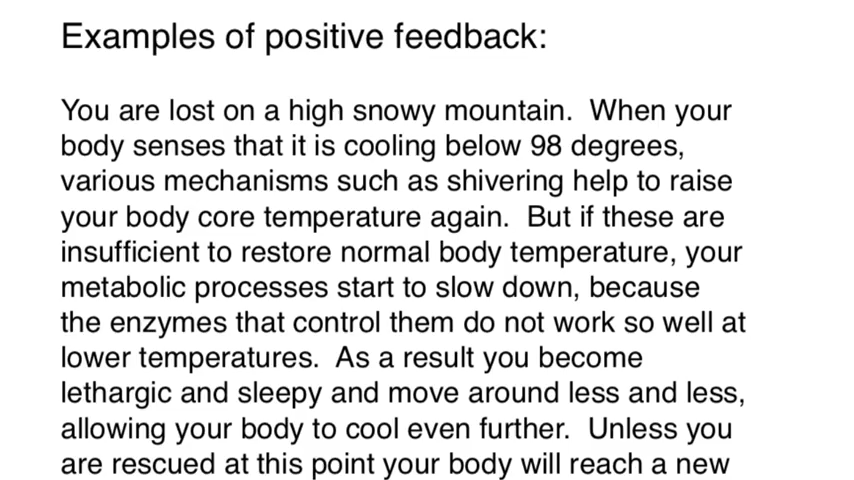 Examples of positive feedback:
You are lost on a high snowy mountain.  When your
body senses that it is cooling below 98 degrees,
various mechanisms such as shivering help to raise
your body core temperature again.  But if these are
insufficient to restore normal body temperature, your
metabolic processes start to slow down, because
the enzymes that control them do not work so well at
lower temperatures.  As a result you become
lethargic and sleepy and move around less and less,
allowing your body to cool even further.  Unless you
are rescued at this point your body will reach a new